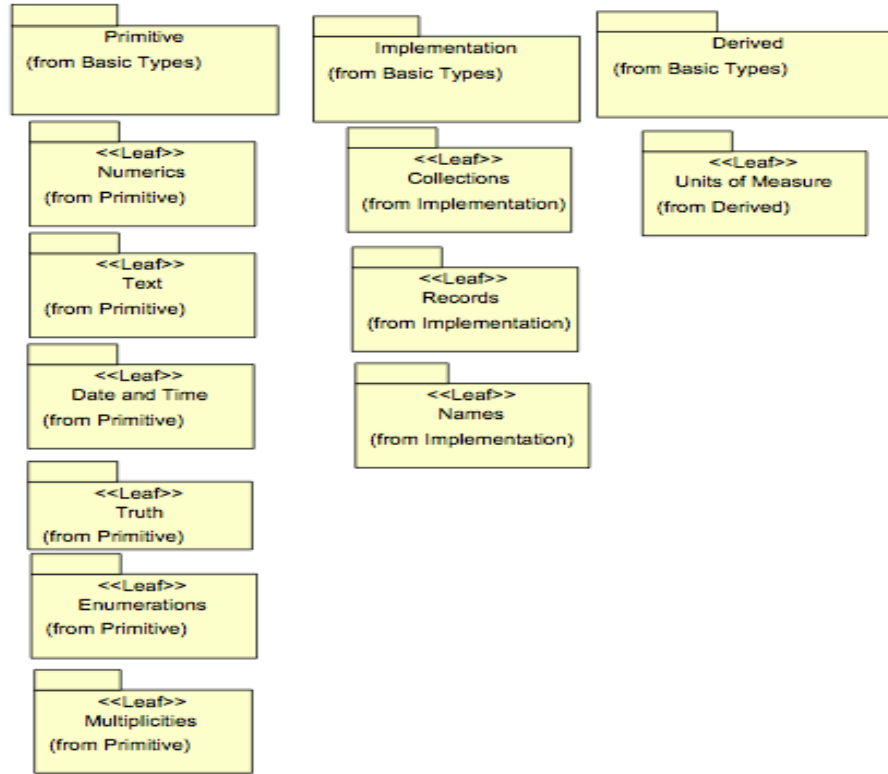 Primitive
(from Basic Types)
<<Leaf>>
Numerics
(from Primitive)
<<Leaf>>
Text
(from Primitive)
<<Leaf>>
Date and Time
(from Primitive)
<<Leaf>>
Truth
(from Primitive)
<<Leaf>>
Enumerations
(from Primitive)
<<Leaf>>
Multiplicities
(from Primitive)
Implementation
(from Basic Types)
<<Leaf>>
Collections
(from Implementation)
<<Leaf>>
Records
(from Implementation)
<<Leaf>>
Names
(from Implementation)
Derived
(from Basic Types)
<<Leaf>>
Units of Measure
(from Derived)